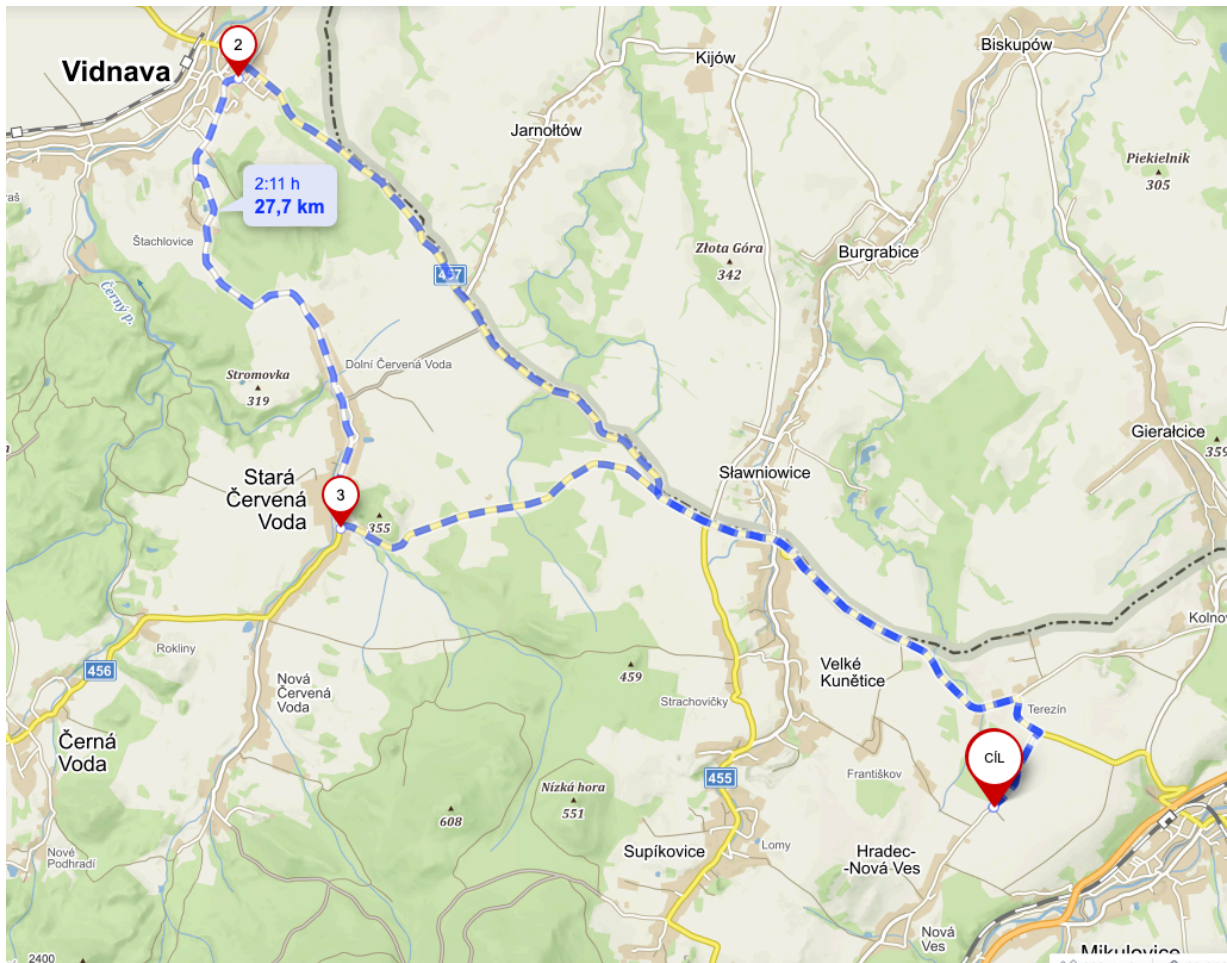 2
Vidnava
Kijów
Biskupów
Jarnołtów
Piekielnik
305
2:11 h
27,7 km
Štachlovice
Złota Góra
342
Burgrabice
457
Černý p.
Dolní Červená Voda
Stromovka
319
Gierałcice
359
Sławniowice
Stará
Červená
Voda
3
355
Kolnov
Rokliny
456
459
Velké
Kunětice
Nová
Červená
Voda
Strachovičky
Terezín
Černá
Voda
CÍL
Františkov
455
Nízká hora
551
608
Supíkovice
Lomy
Hradec-
-Nová Ves
Nové
Podhradí
Nová
Ves
2400
Mikulovice